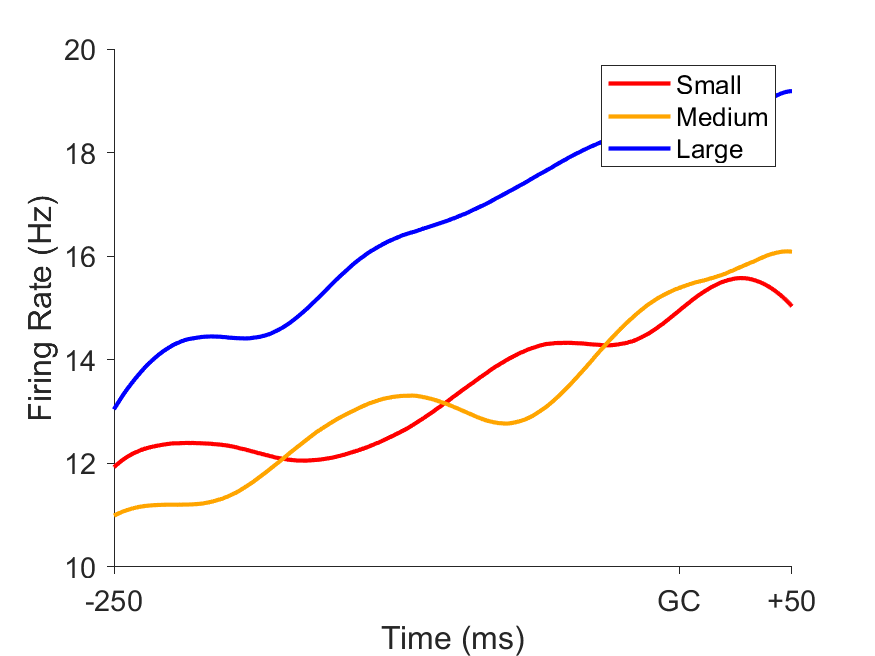 20
18
16
14
12
10
Firing Rate (Hz)
Small
Medium
Large
-250
GC
+50
Time (ms)